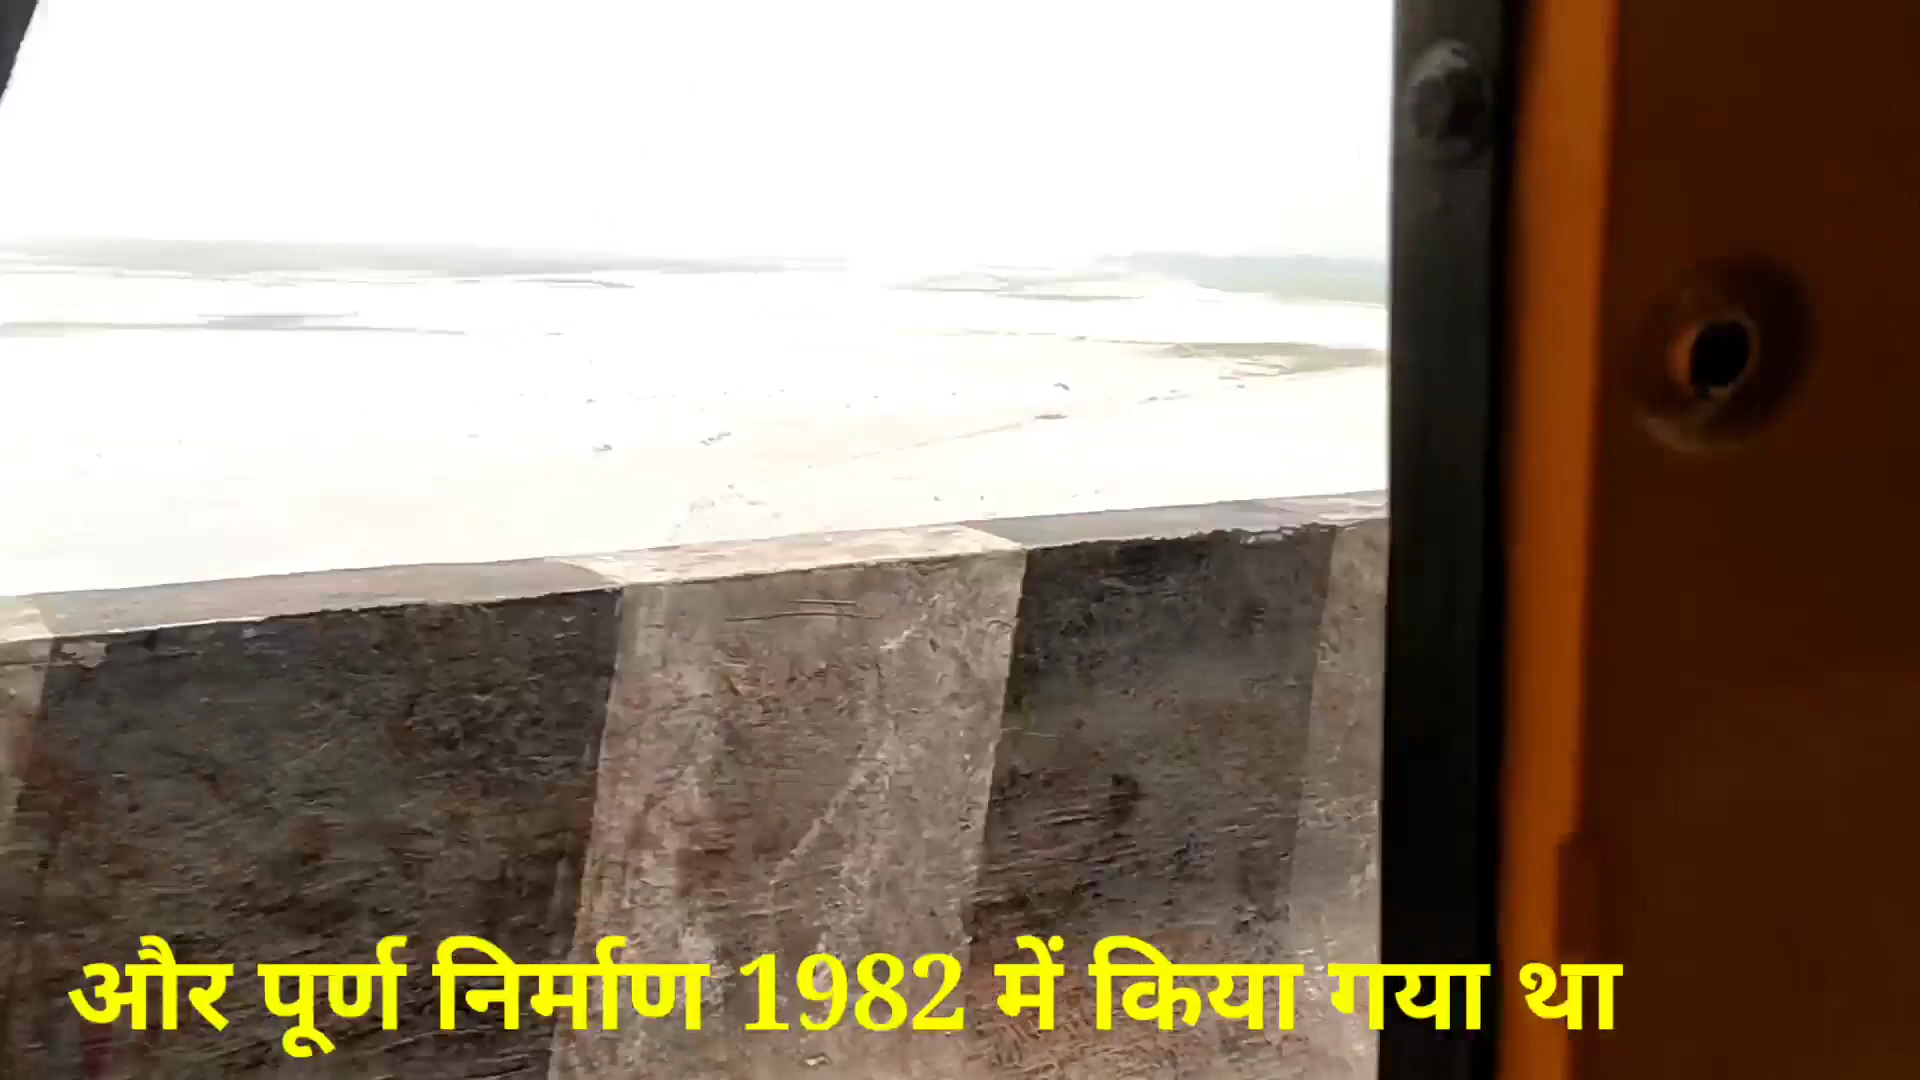 और पूर्ण निर्माण 1982 में किया गया था